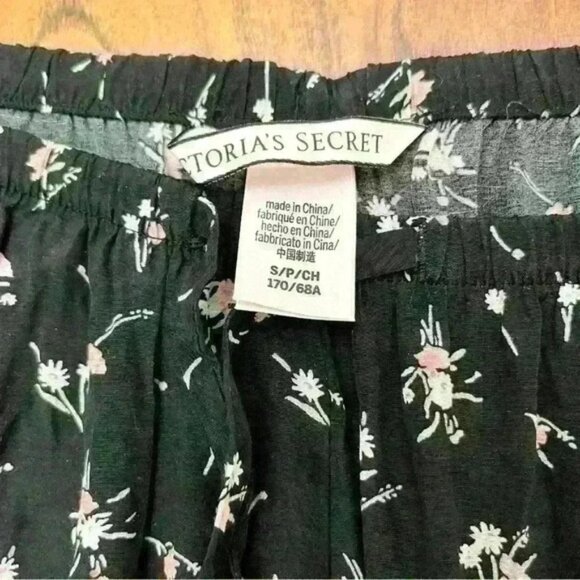 TORIA'S SECRET
made in China/
fabriqué en Chine/
hecho en China/
fabbricato in Cina/
中国制造
S/P/CH
170/68A